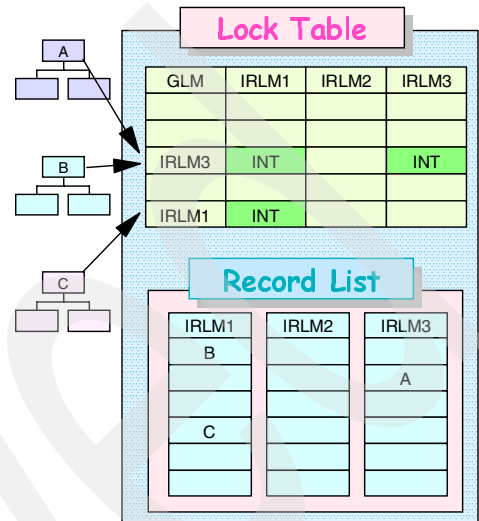 Lock Table
A
GLM IRLM1 IRLM2 IRLM3
B
IRLM3 INT INT
IRLM1 INT
C
Record List
IRLM1 IRLM2 IRLM3
B
A
C